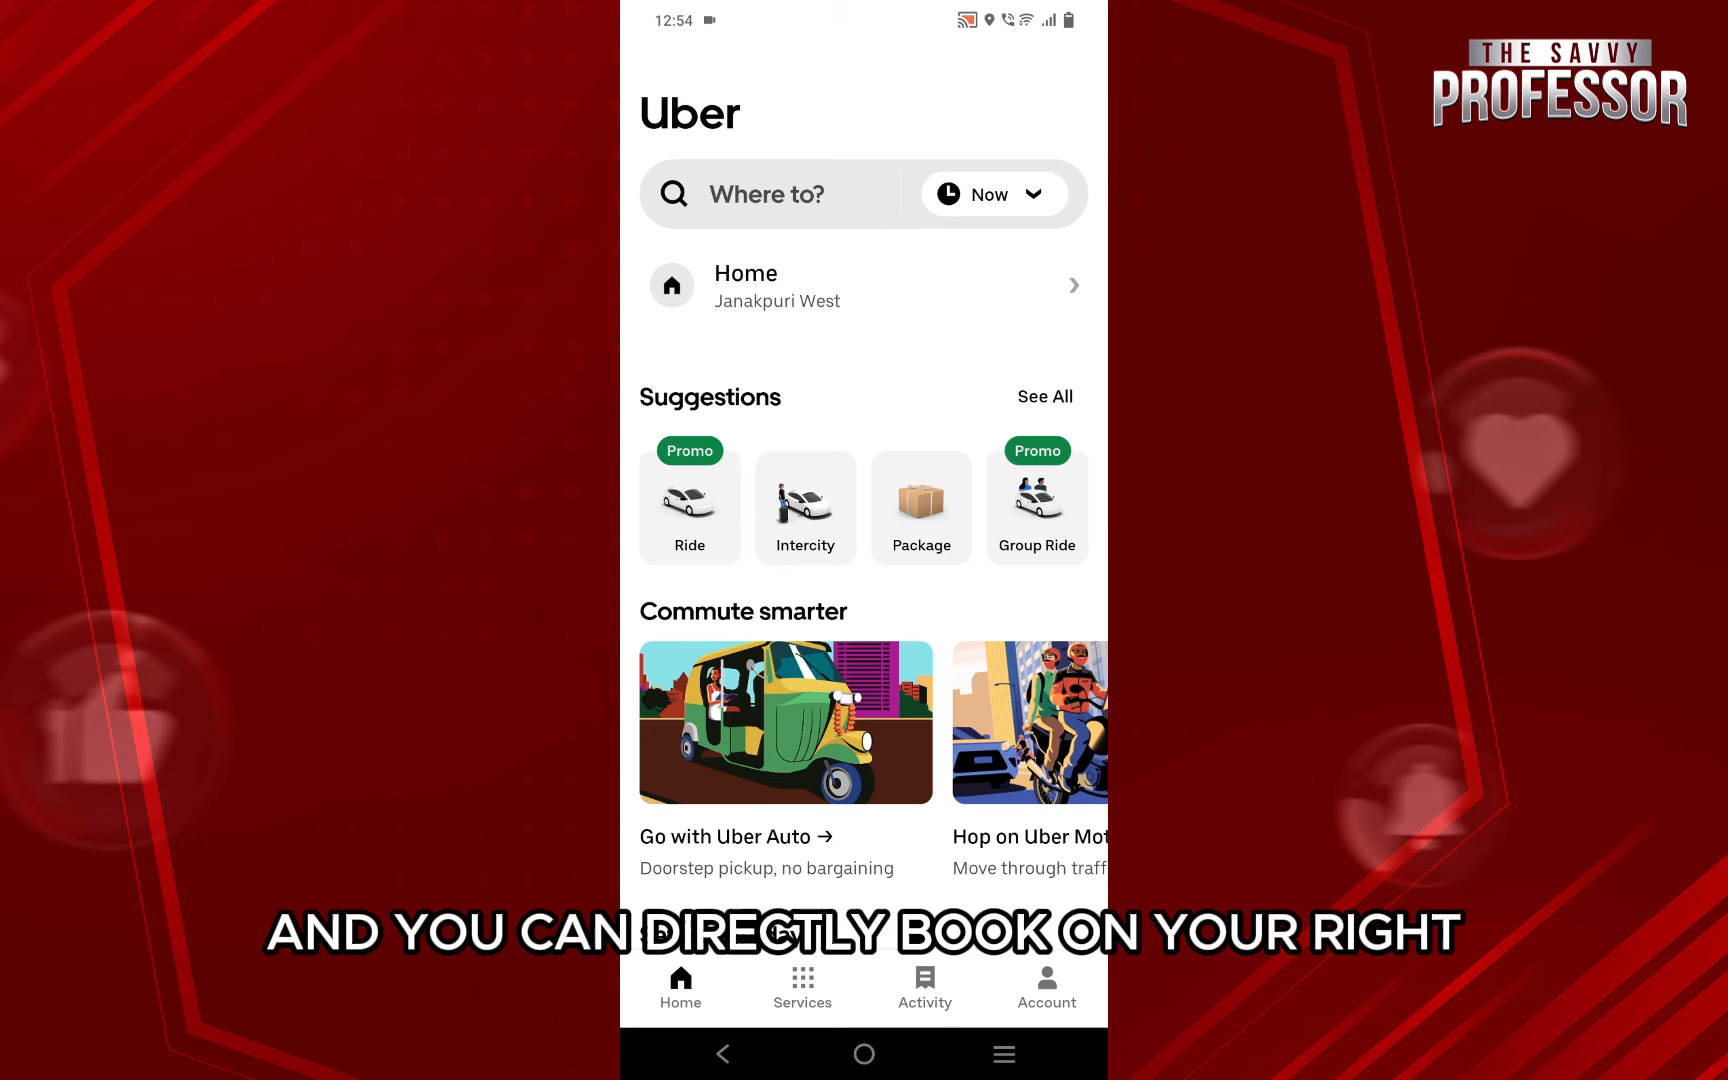 12:54
THE SAVVY
PROFESSOR
Uber
Where to?
Now
Home
Janakpuri West
Suggestions
See All
Promo
Promo
Ride
Intercity
Package
Group Ride
Commute smarter
Go with Uber Auto →
Hop on Uber Mot
Doorstep pickup, no bargaining
Move through traff
AND YOU CAN DIRECTLY BOOK ON YOUR RIGHT
Home
Services
Activity
Account